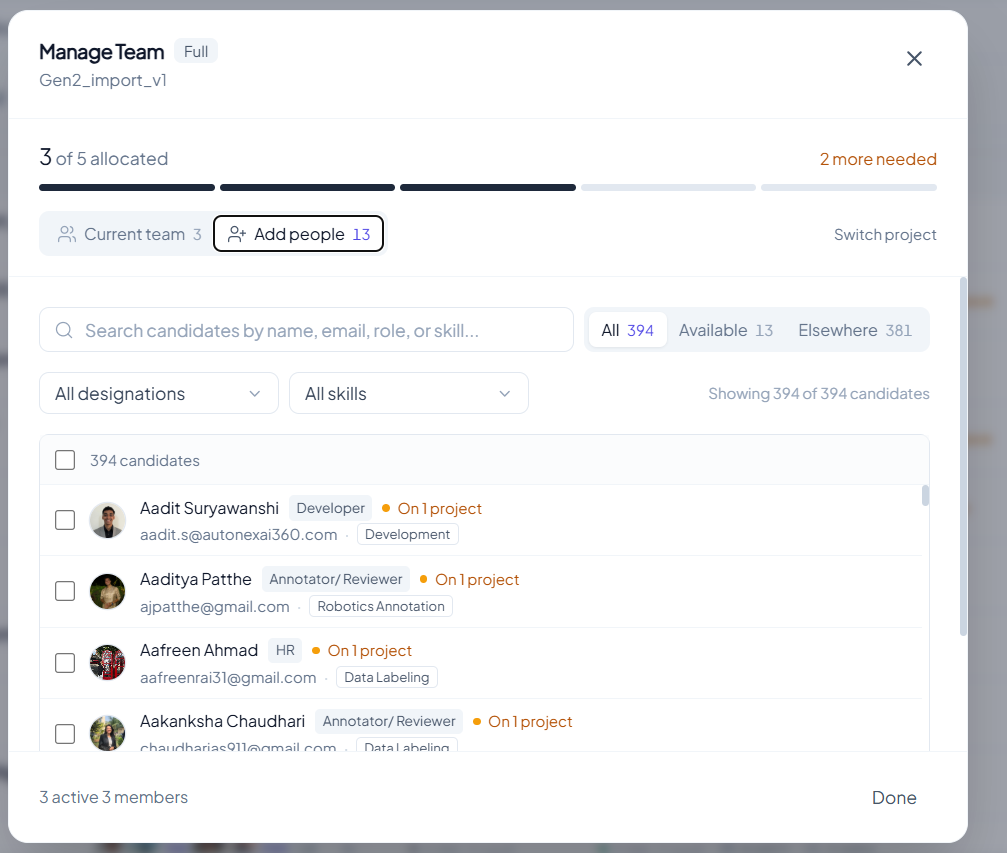 Manage Team Full
Gen2_import_v1
3 of 5 allocated
2 more needed
Current team 3
Add people 13
Switch project
Search candidates by name, email, role, or skill...
All 394
Available 13
Elsewhere 381
All designations
All skills
Showing 394 of 394 candidates
394 candidates
Aadit Suryawanshi Developer On 1 project
aadit.s@autonexai360.com · Development
Aaditya Patthe Annotator/ Reviewer On 1 project
ajpatthe@gmail.com · Robotics Annotation
Aafreen Ahmad HR On 1 project
aafreenrai31@gmail.com · Data Labeling
Aakanksha Chaudhari Annotator/ Reviewer On 1 project
chaudharias911@gmail.com · Data Labeling
3 active 3 members
Done